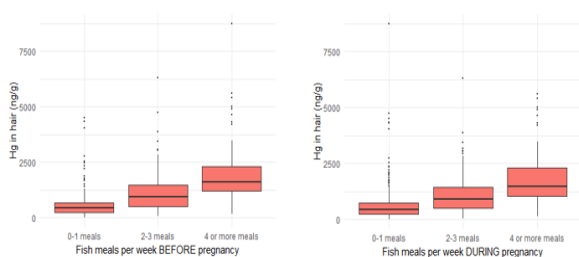 7500
5000
2500
0
Hg in hair (ng/g)
0-1 meals 2-3 meals 4 or more meals
Fish meals per week BEFORE pregnancy
7500
5000
2500
0
Hg in hair (ng/g)
0-1 meals 2-3 meals 4 or more meals
Fish meals per week DURING pregnancy